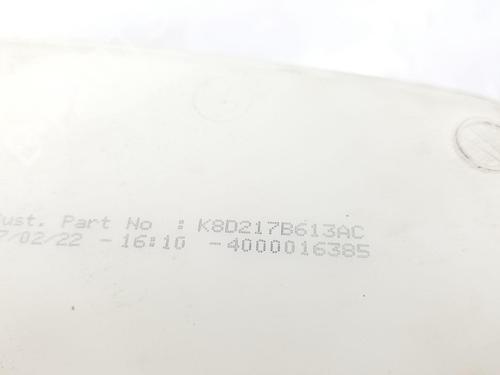 ust. Part No : K8D217B613AC
7/02/22 - 16:10 -4000016385